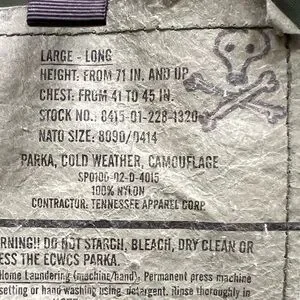 LARGE - LONG
HEIGHT: FROM 71 IN. AND UP
CHEST: FROM 41 TO 45 IN.
STOCK NO.: 8415-01-228-1320
NATO SIZE: 8090/0414
PARKA, COLD WEATHER, CAMOUFLAGE
SPO100-02-D-4015
100% NYLON
CONTRACTOR: TENNESSEE APPAREL CORP
RNING!! DO NOT STARCH, BLEACH, DRY CLEAN OR
ESS THE ECWCS PARKA.
Home Laundering (machine/hand). Permanent press machine
setting or hand washing using detergent. Rinse thoroughly in